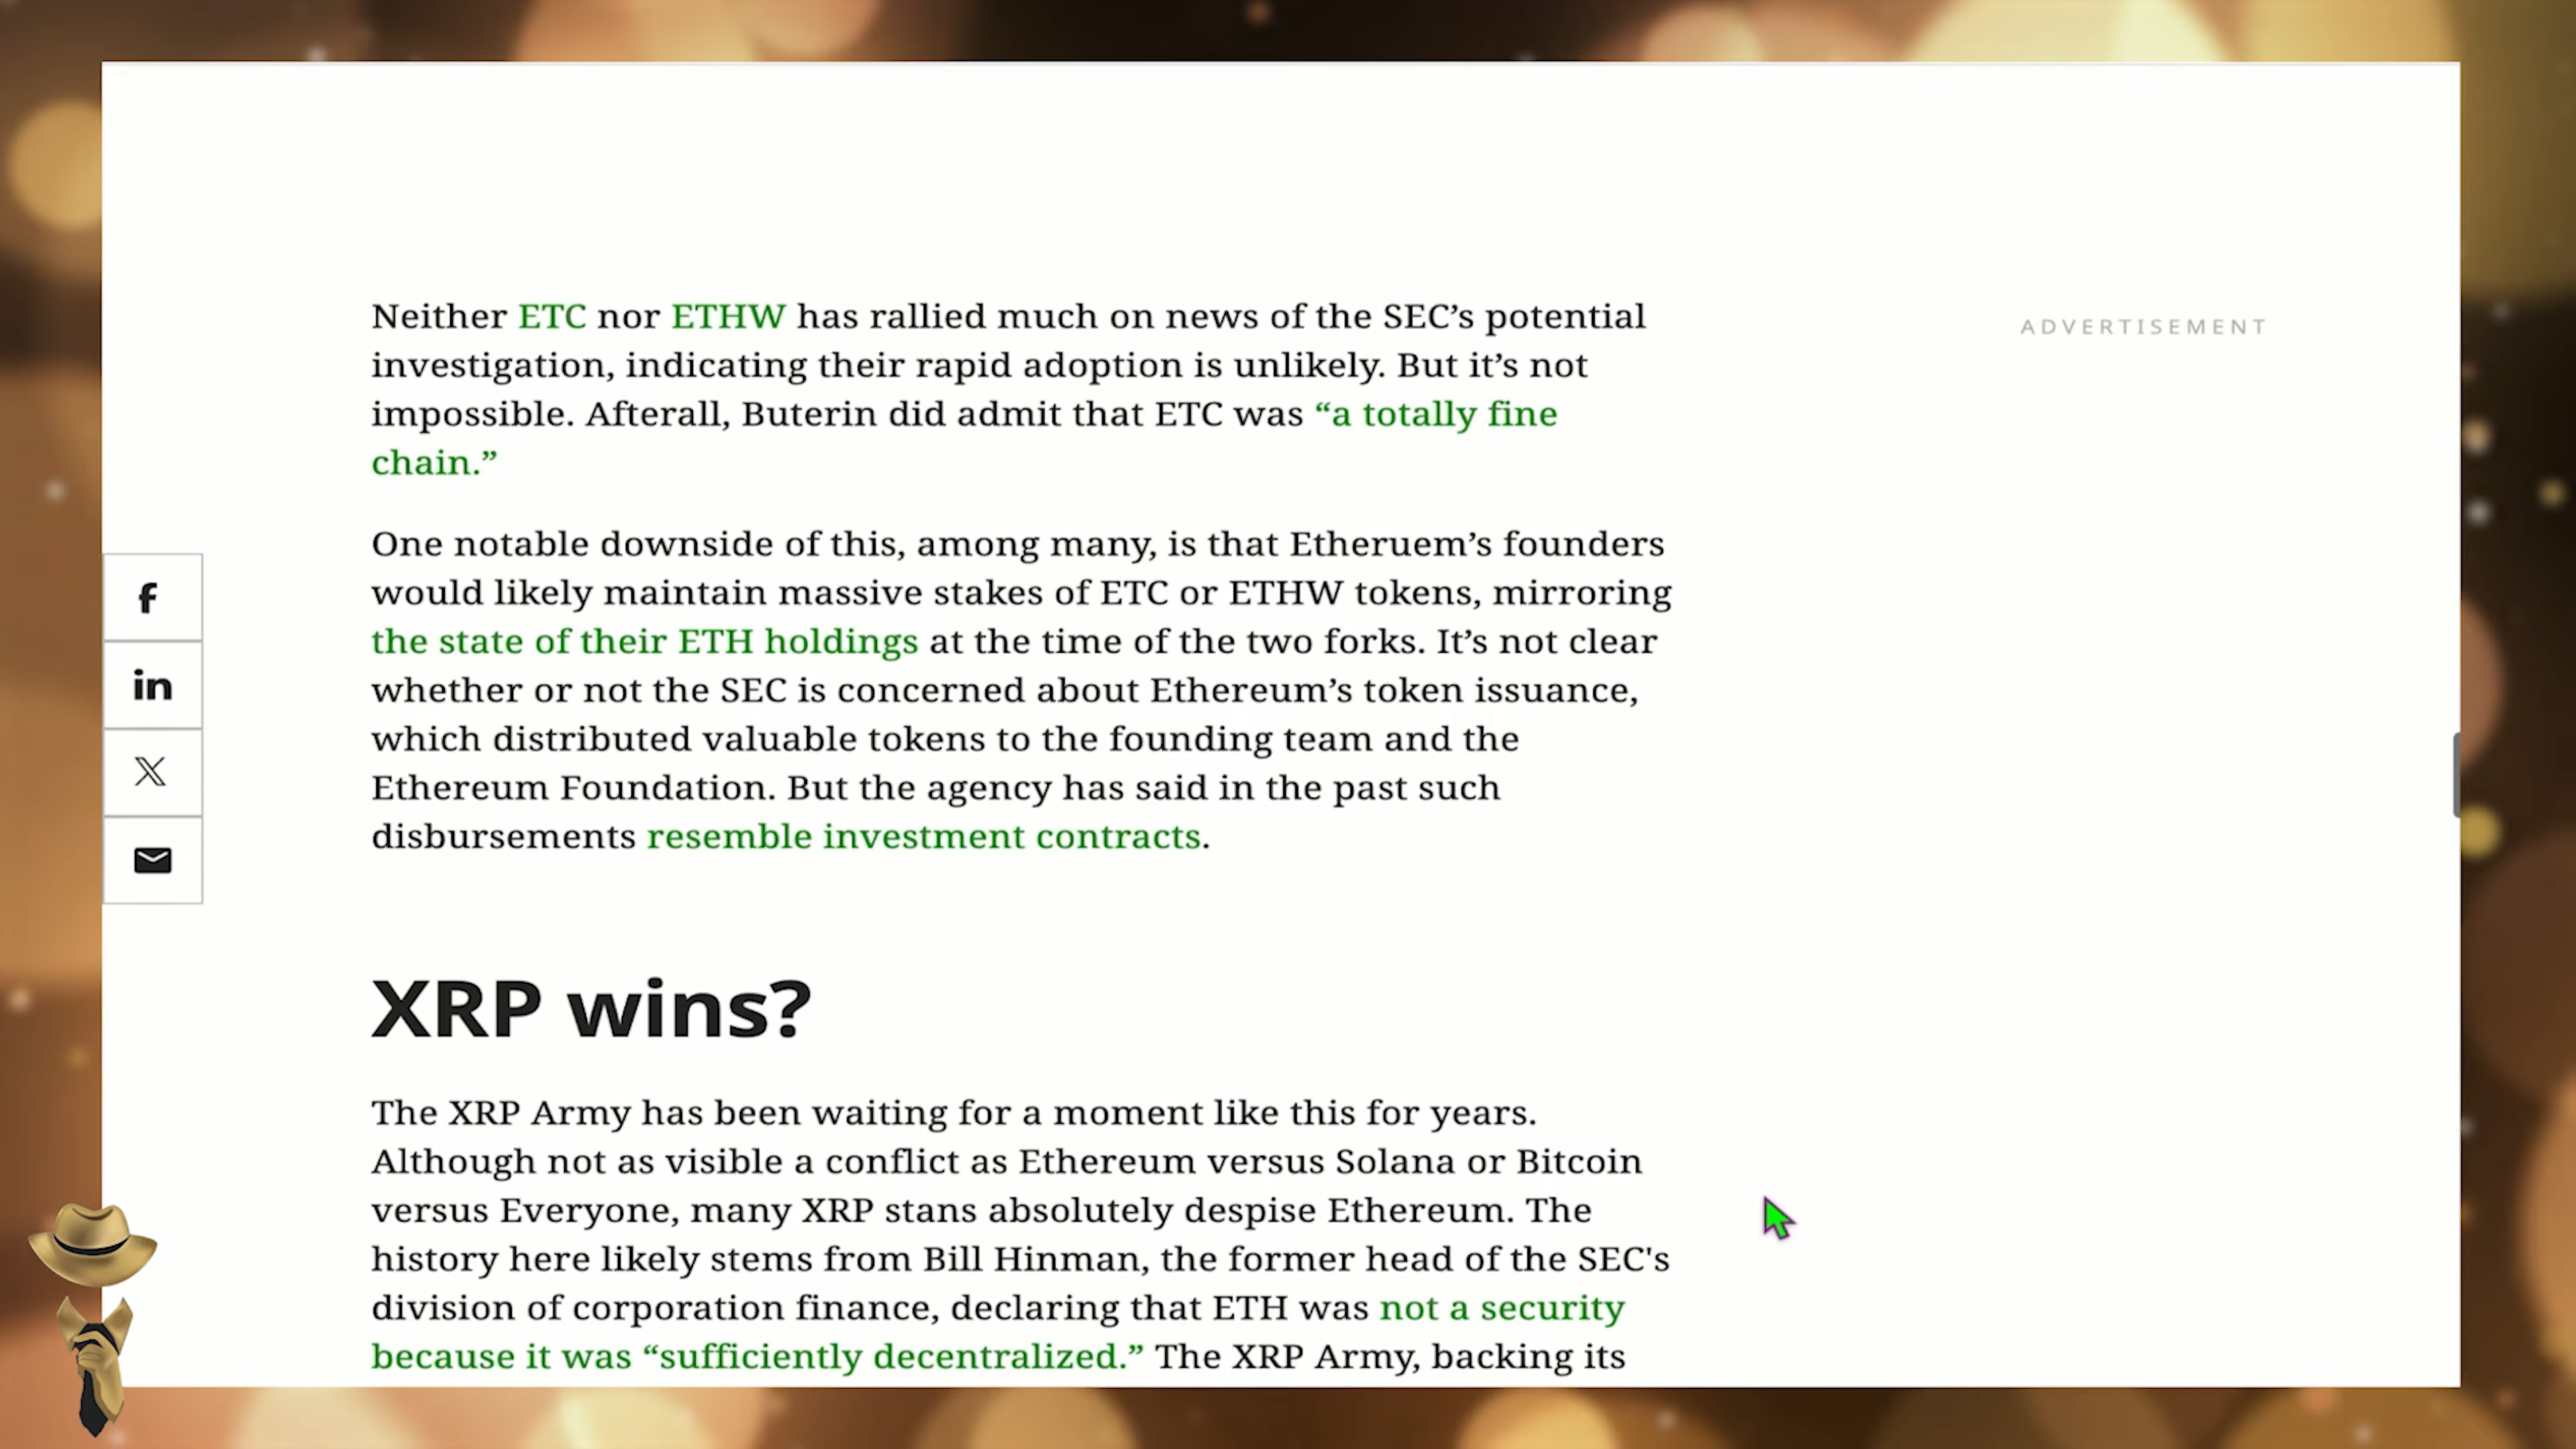 Neither ETC nor ETHW has rallied much on news of the SEC’s potential
investigation, indicating their rapid adoption is unlikely. But it’s not
impossible. Afterall, Buterin did admit that ETC was “a totally fine
chain.”
ADVERTISEMENT
One notable downside of this, among many, is that Etheruem’s founders
would likely maintain massive stakes of ETC or ETHW tokens, mirroring
the state of their ETH holdings at the time of the two forks. It’s not clear
whether or not the SEC is concerned about Ethereum’s token issuance,
which distributed valuable tokens to the founding team and the
Ethereum Foundation. But the agency has said in the past such
disbursements resemble investment contracts.
f
in
X
XRP wins?
The XRP Army has been waiting for a moment like this for years.
Although not as visible a conflict as Ethereum versus Solana or Bitcoin
versus Everyone, many XRP stans absolutely despise Ethereum. The
history here likely stems from Bill Hinman, the former head of the SEC's
division of corporation finance, declaring that ETH was not a security
because it was “sufficiently decentralized.” The XRP Army, backing its